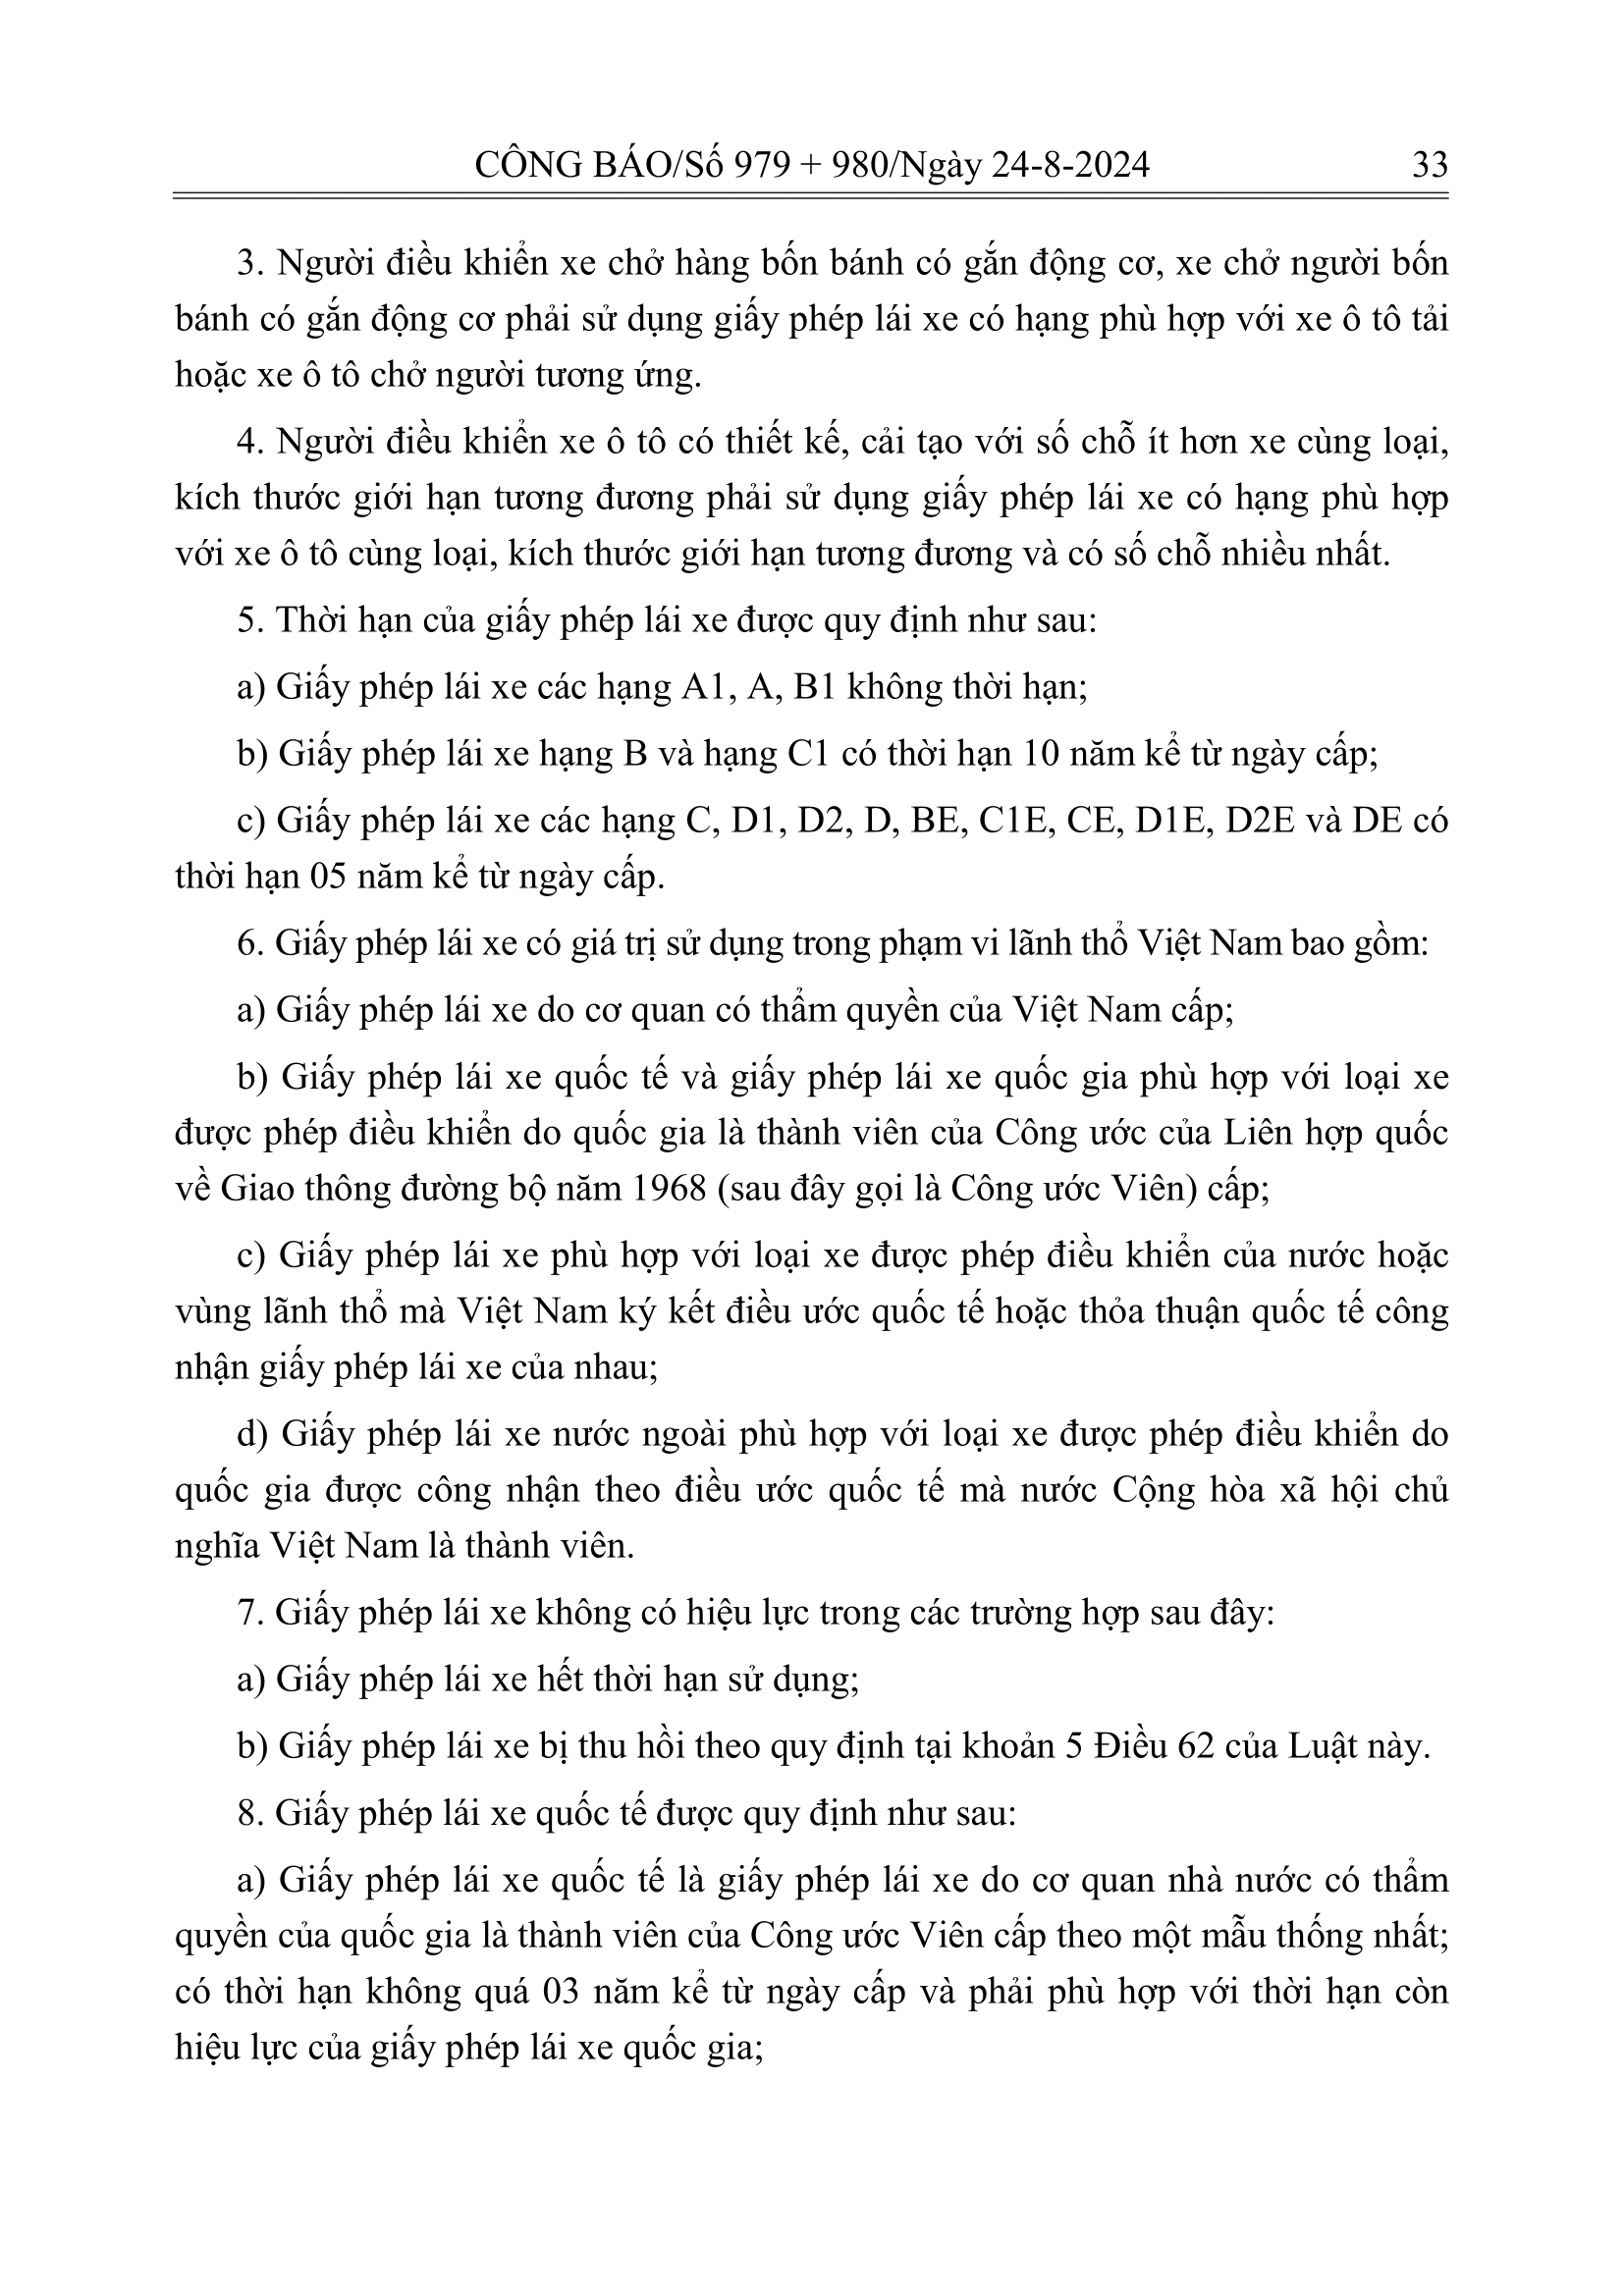 CÔNG BÁO/Số 979 + 980/Ngày 24-8-2024 33
3. Người điều khiển xe chở hàng bốn bánh có gắn động cơ, xe chở người bốn
bánh có gắn động cơ phải sử dụng giấy phép lái xe có hạng phù hợp với xe ô tô tải
hoặc xe ô tô chở người tương ứng.
4. Người điều khiển xe ô tô có thiết kế, cải tạo với số chỗ ít hơn xe cùng loại,
kích thước giới hạn tương đương phải sử dụng giấy phép lái xe có hạng phù hợp
với xe ô tô cùng loại, kích thước giới hạn tương đương và có số chỗ nhiều nhất.
5. Thời hạn của giấy phép lái xe được quy định như sau:
a) Giấy phép lái xe các hạng A1, A, B1 không thời hạn;
b) Giấy phép lái xe hạng B và hạng C1 có thời hạn 10 năm kể từ ngày cấp;
c) Giấy phép lái xe các hạng C, D1, D2, D, BE, C1E, CE, D1E, D2E và DE có
thời hạn 05 năm kể từ ngày cấp.
6. Giấy phép lái xe có giá trị sử dụng trong phạm vi lãnh thổ Việt Nam bao gồm:
a) Giấy phép lái xe do cơ quan có thẩm quyền của Việt Nam cấp;
b) Giấy phép lái xe quốc tế và giấy phép lái xe quốc gia phù hợp với loại xe
được phép điều khiển do quốc gia là thành viên của Công ước của Liên hợp quốc
về Giao thông đường bộ năm 1968 (sau đây gọi là Công ước Viên) cấp;
c) Giấy phép lái xe phù hợp với loại xe được phép điều khiển của nước hoặc
vùng lãnh thổ mà Việt Nam ký kết điều ước quốc tế hoặc thỏa thuận quốc tế công
nhận giấy phép lái xe của nhau;
d) Giấy phép lái xe nước ngoài phù hợp với loại xe được phép điều khiển do
quốc gia được công nhận theo điều ước quốc tế mà nước Cộng hòa xã hội chủ
nghĩa Việt Nam là thành viên.
7. Giấy phép lái xe không có hiệu lực trong các trường hợp sau đây:
a) Giấy phép lái xe hết thời hạn sử dụng;
b) Giấy phép lái xe bị thu hồi theo quy định tại khoản 5 Điều 62 của Luật này.
8. Giấy phép lái xe quốc tế được quy định như sau:
a) Giấy phép lái xe quốc tế là giấy phép lái xe do cơ quan nhà nước có thẩm
quyền của quốc gia là thành viên của Công ước Viên cấp theo một mẫu thống nhất;
có thời hạn không quá 03 năm kể từ ngày cấp và phải phù hợp với thời hạn còn
hiệu lực của giấy phép lái xe quốc gia;